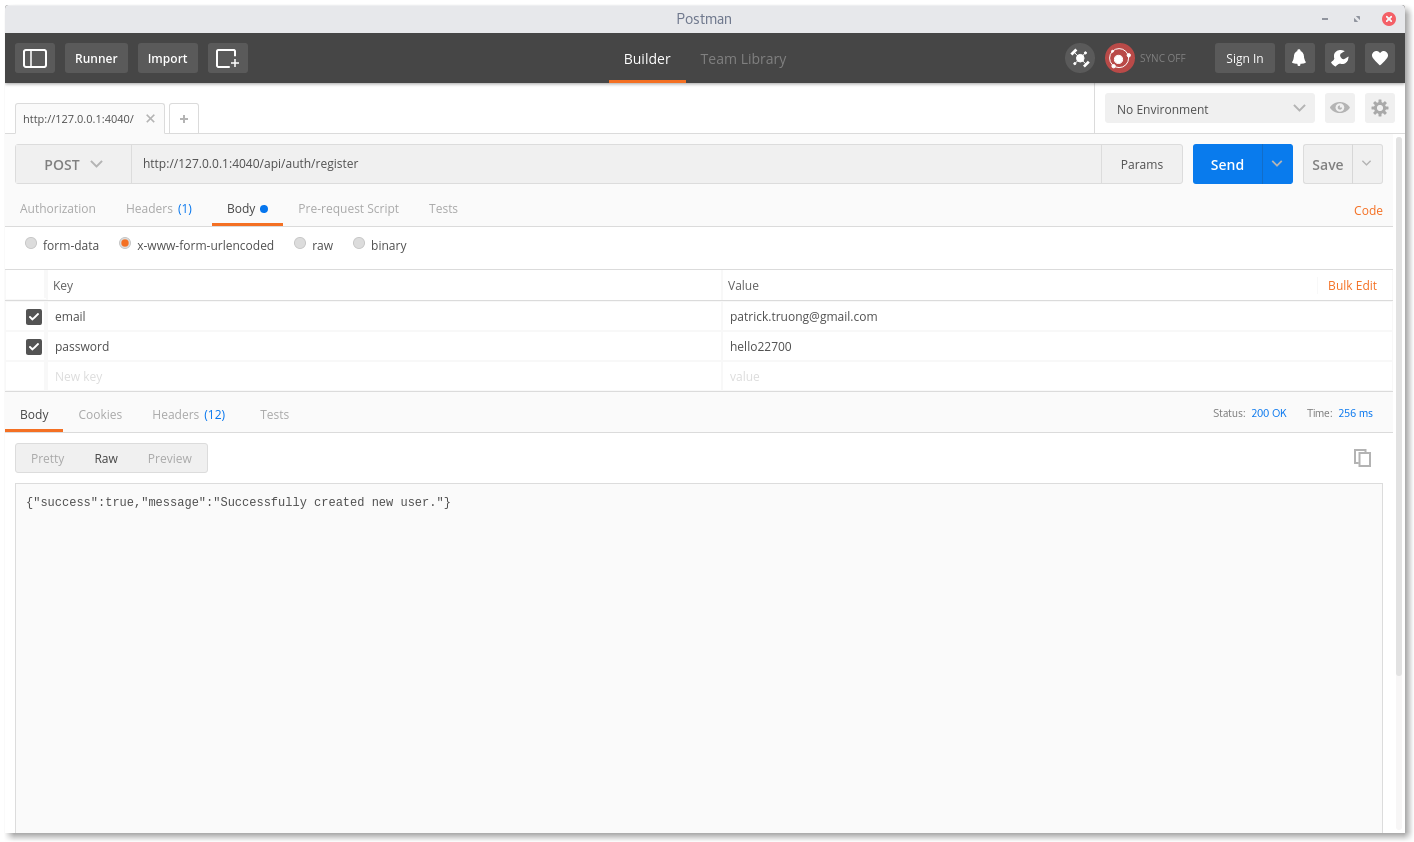 Postman
Runner Import Builder Team Library SYNC OFF Sign In
http://127.0.0.1:4040/ No Environment
POST http://127.0.0.1:4040/api/auth/register Params Send Save
Authorization Headers (1) Body Pre-request Script Tests Code
form-data x-www-form-urlencoded raw binary
Key Value Bulk Edit
email patrick.truong@gmail.com
password hello22700
New key value
Body Cookies Headers (12) Tests Status: 200 OK Time: 256 ms
Pretty Raw Preview
{"success":true,"message":"Successfully created new user."}